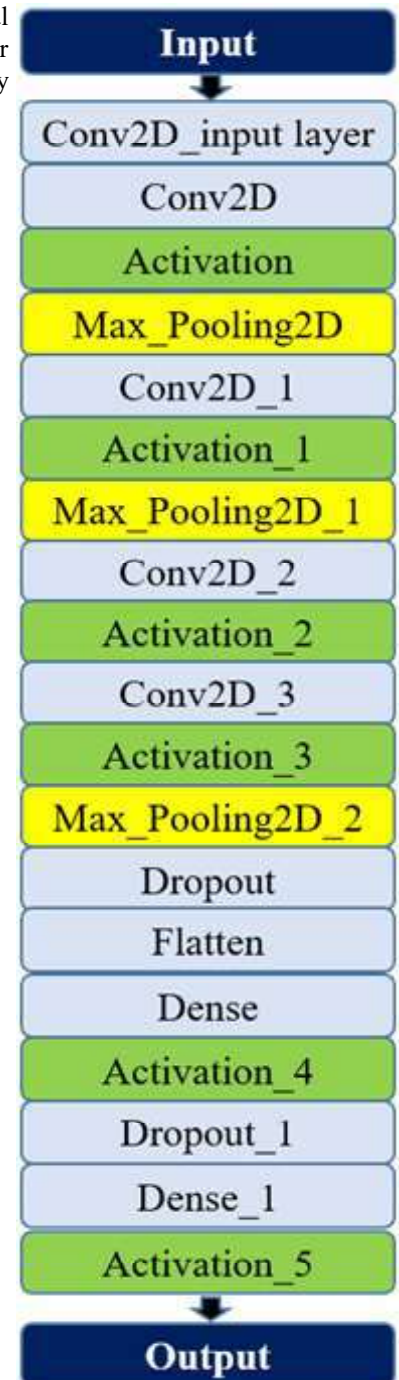 l
r
y
Input
Conv2D_input layer
Conv2D
Activation
Max_Pooling2D
Conv2D_1
Activation_1
Max_Pooling2D_1
Conv2D_2
Activation_2
Conv2D_3
Activation_3
Max_Pooling2D_2
Dropout
Flatten
Dense
Activation_4
Dropout_1
Dense_1
Activation_5
Output